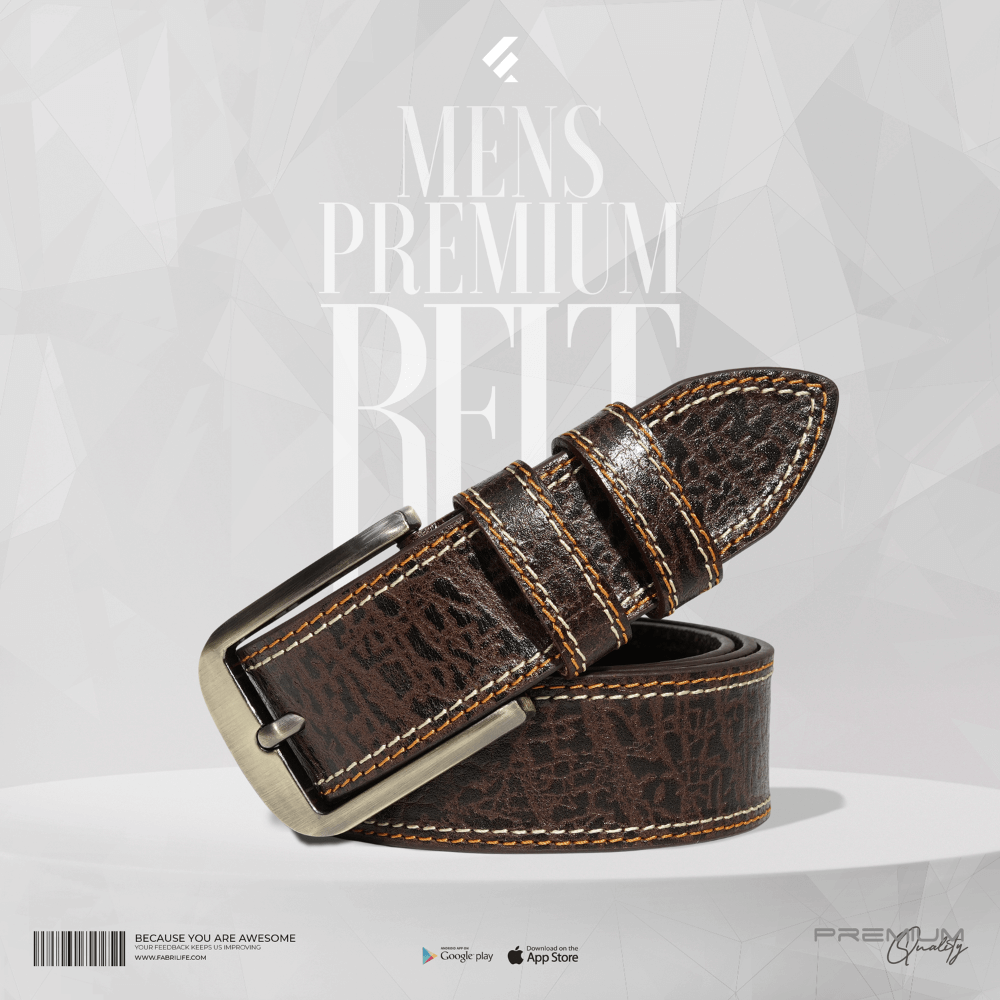 MENS
PREMIUM
BELT
BECAUSE YOU ARE AWESOME
YOUR FEEDBACK KEEPS US IMPROVING
WWW.FABRILIFE.COM
Google play
Download on the
App Store
PREMIUM
Quality